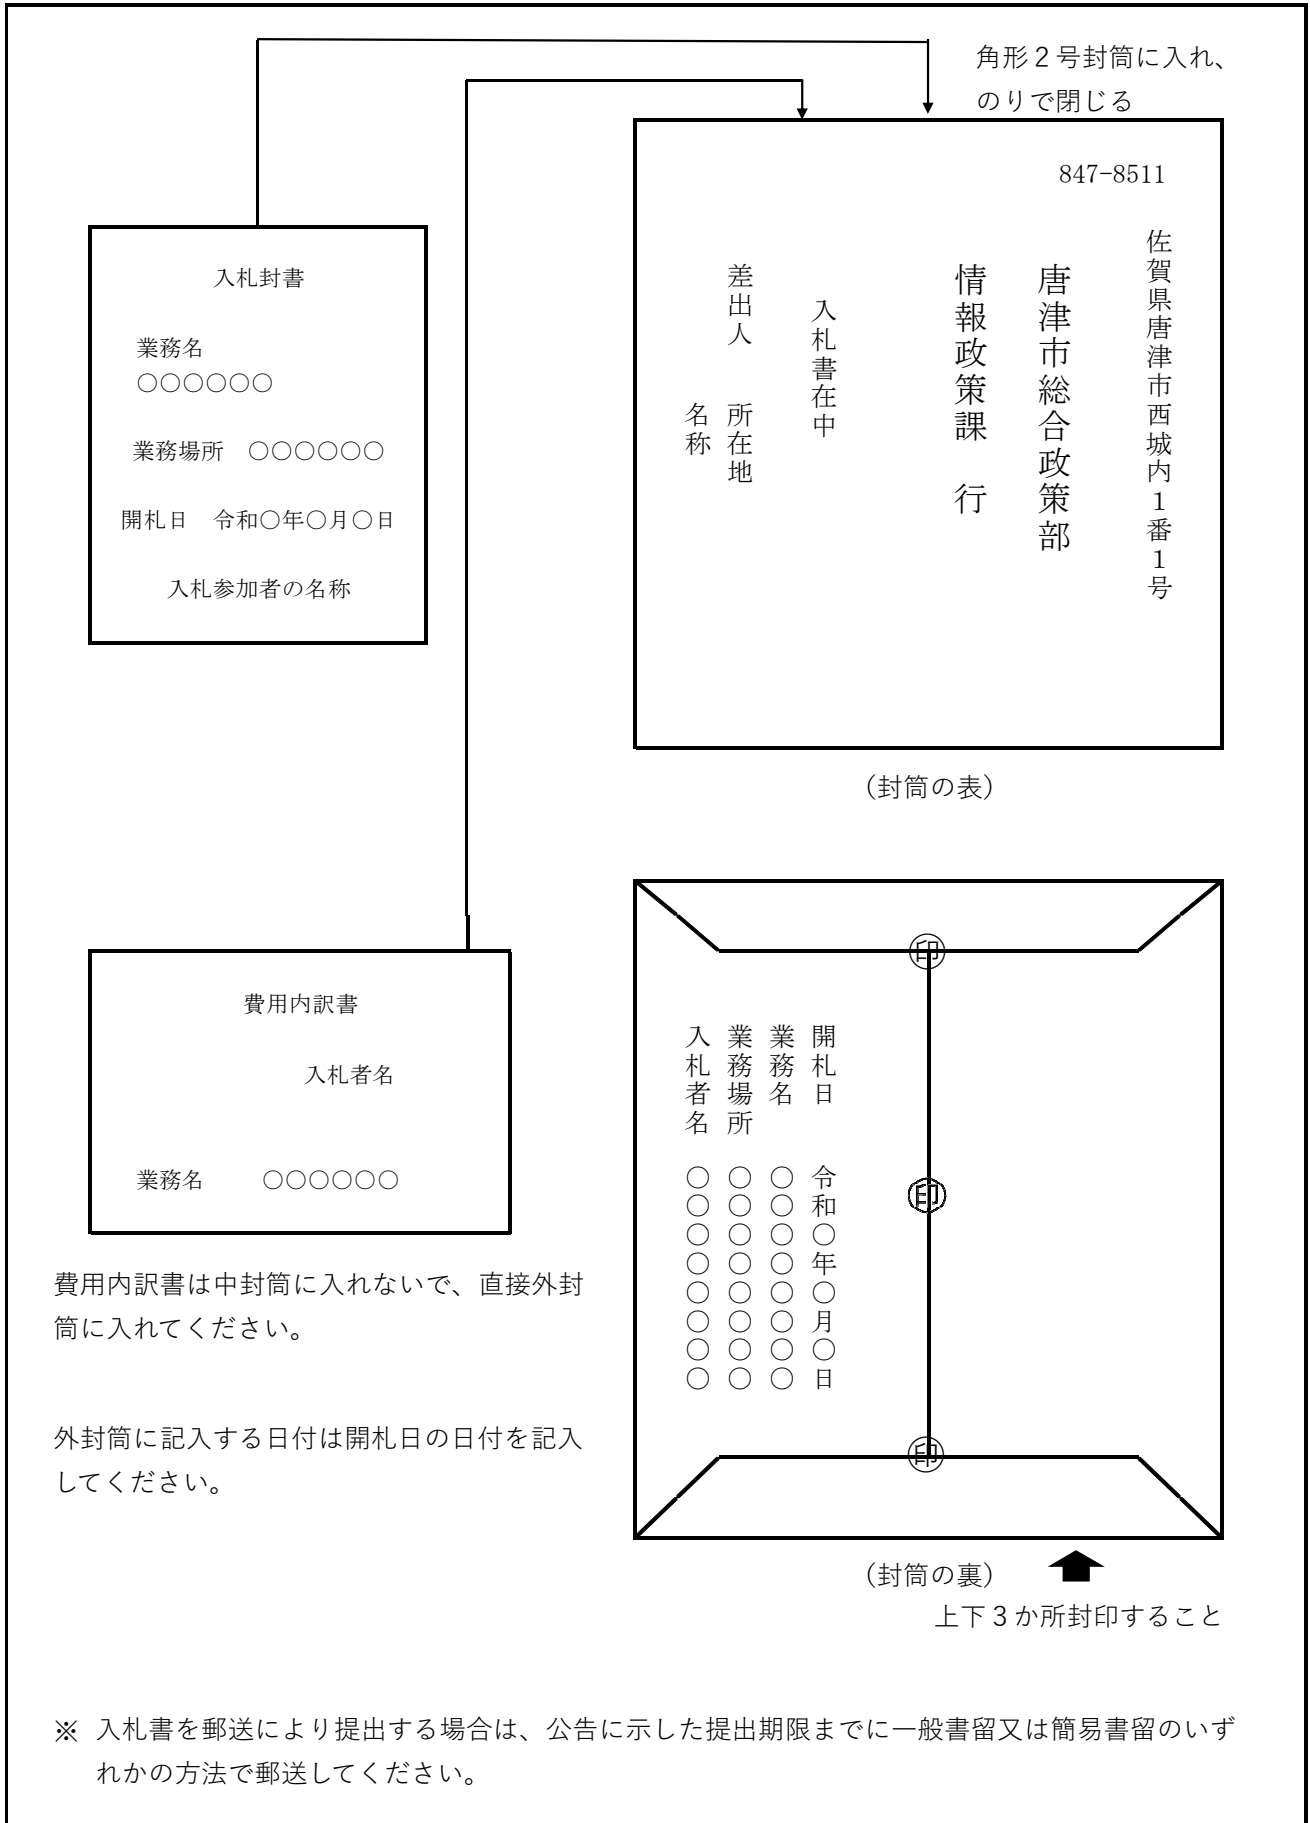 角形２号封筒に入れ、
のりで閉じる
入札封書
業務名
○○○○○○
業務場所　○○○○○○
開札日　令和○年○月○日
入札参加者の名称
847-8511
佐賀県唐津市西城内１番１号
唐津市総合政策部
情報政策課　行
入札書在中
差出人　所在地
名称
（封筒の表）
費用内訳書
入札者名
業務名　○○○○○○
費用内訳書は中封筒に入れないで、直接外封
筒に入れてください。
外封筒に記入する日付は開札日の日付を記入
してください。
㊞
㊞
㊞
開札日　令和○年○月○日
業務名　○○○○○○○○
業務場所　○○○○○○○○
入札者名　○○○○○○○○
（封筒の裏）
上下３か所封印すること
※ 入札書を郵送により提出する場合は、公告に示した提出期限までに一般書留又は簡易書留のいず
れかの方法で郵送してください。